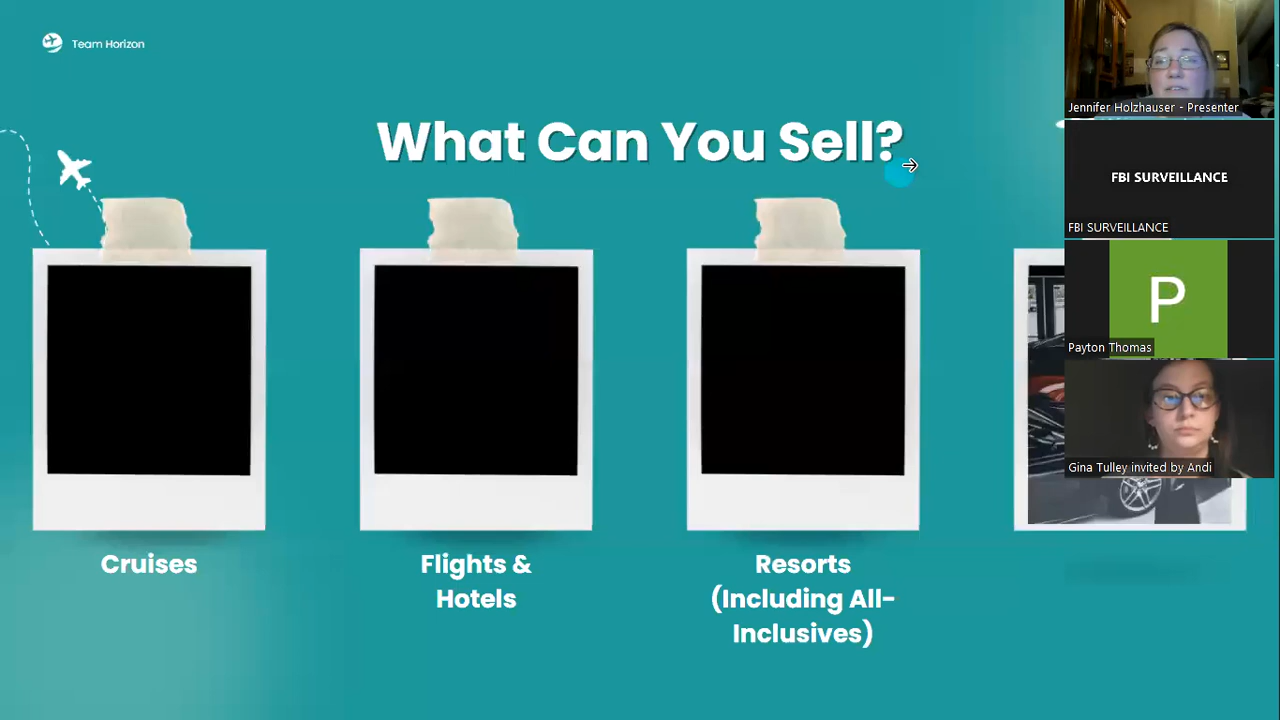 Team Horizon
What Can You Sell?
Cruises
Flights &
Hotels
Resorts
(Including All-
Inclusives)
Jennifer Holzhauser - Presenter
FBI SURVEILLANCE
FBI SURVEILLANCE
P
Payton Thomas
Gina Tulley invited by Andi